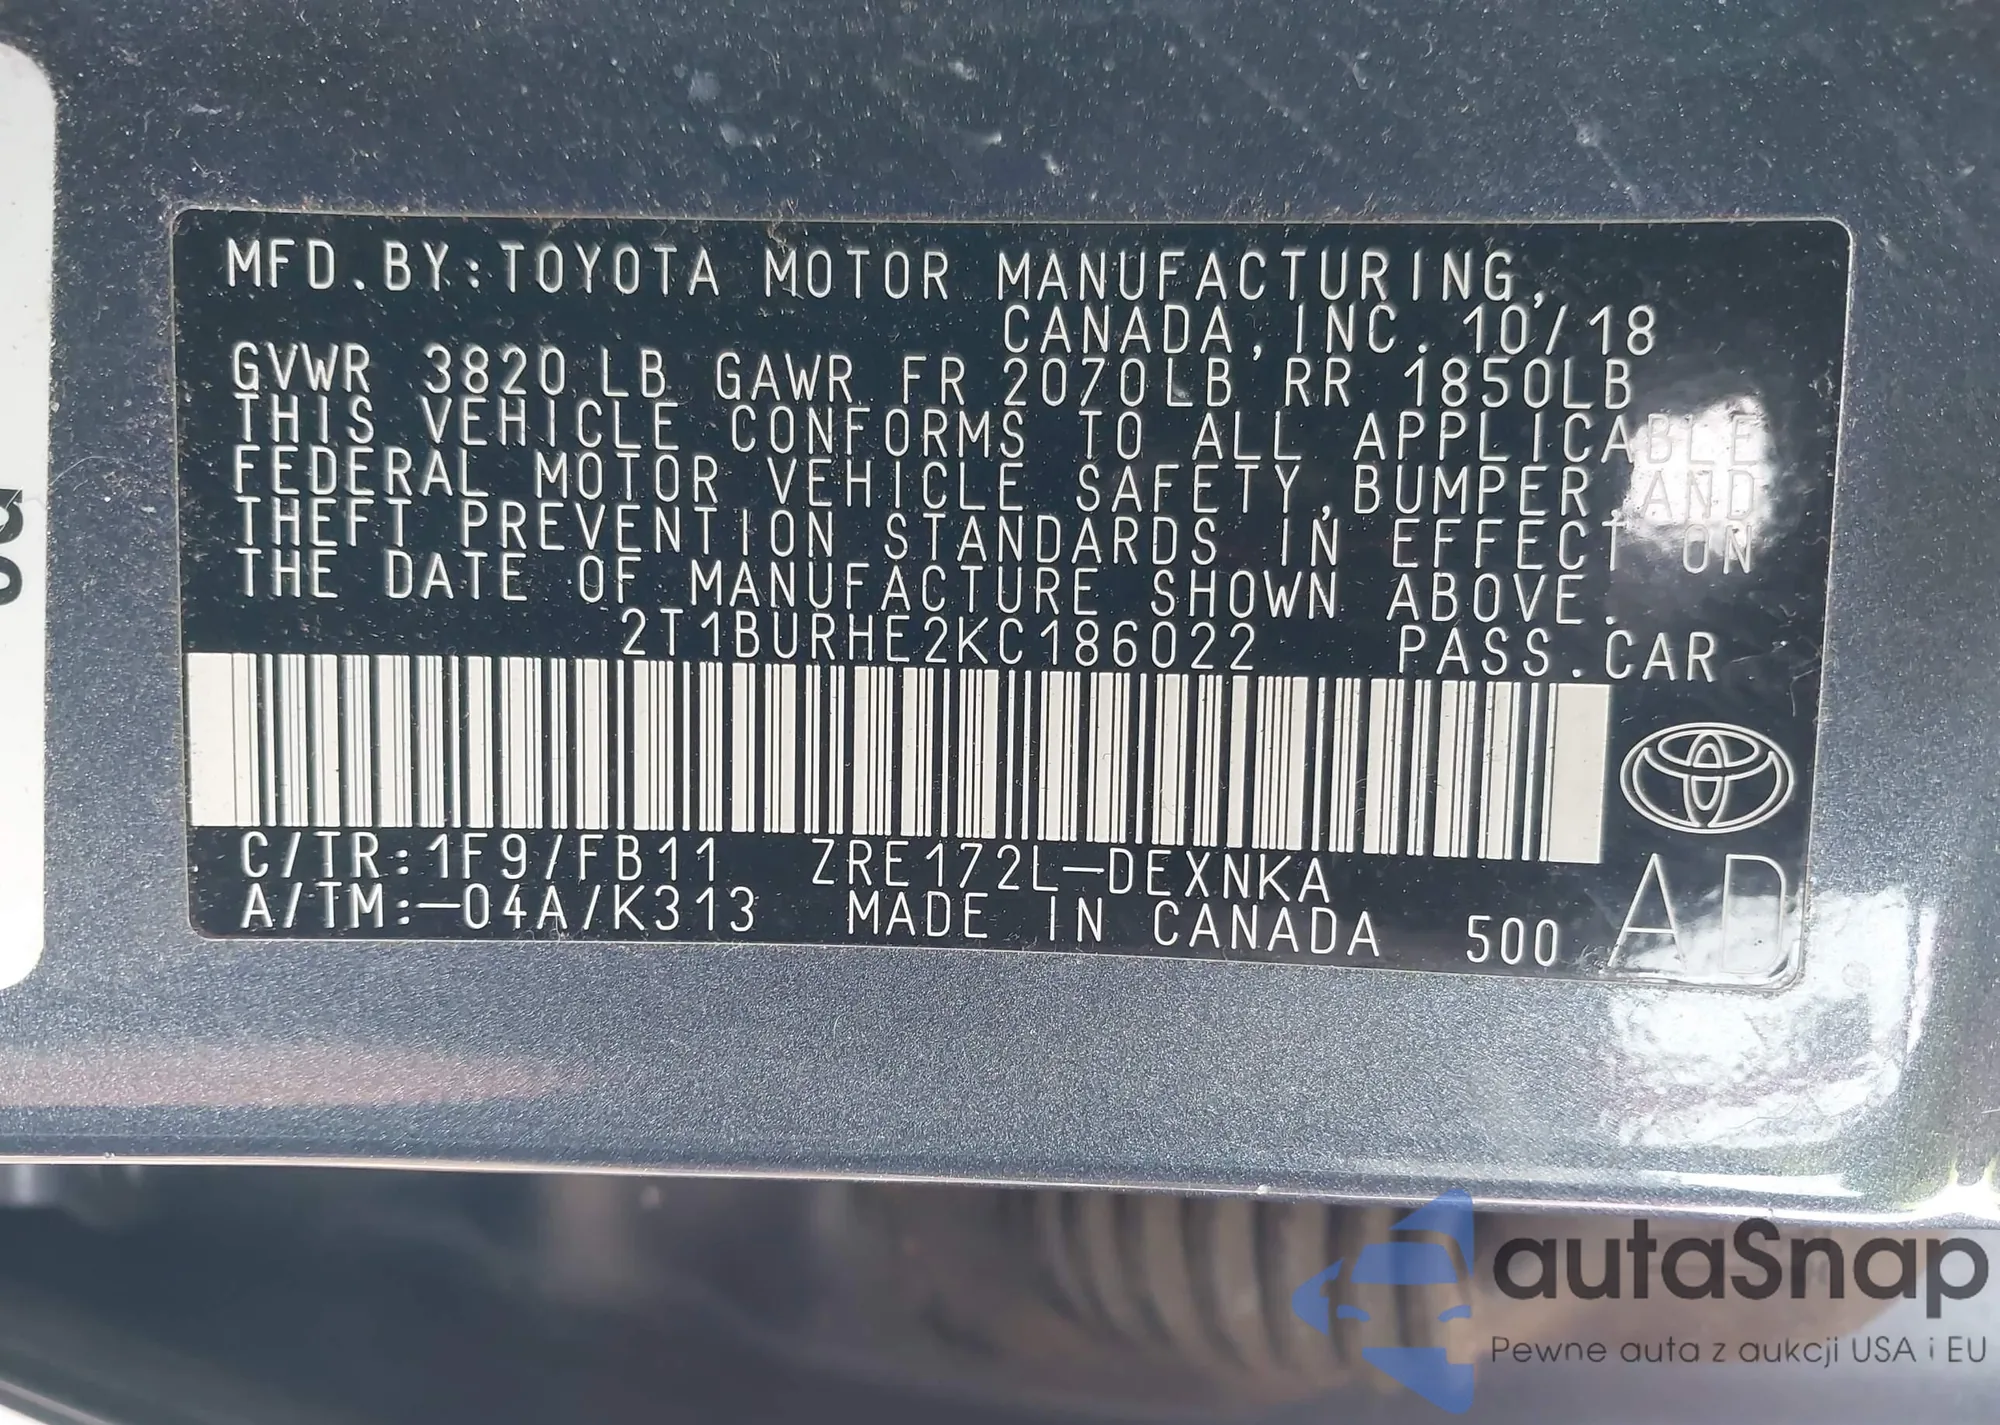 MFD.BY:TOYOTA MOTOR MANUFACTURING,
CANADA,INC. 10/18
GVWR 3820LB GAWR FR 2070LB RR 1850LB
THIS VEHICLE CONFORMS TO ALL APPLICABLE
FEDERAL MOTOR VEHICLE SAFETY,BUMPER,AND
THEFT PREVENTION STANDARDS IN EFFECT ON
THE DATE OF MANUFACTURE SHOWN ABOVE.
2T1BURHE2KC186022 PASS.CAR
C/TR:1F9/FB11 ZRE172L-DEXNKA
A/TM:-04A/K313 MADE IN CANADA 500
AD
autaSnap
Pewne auta z aukcji USA i EU